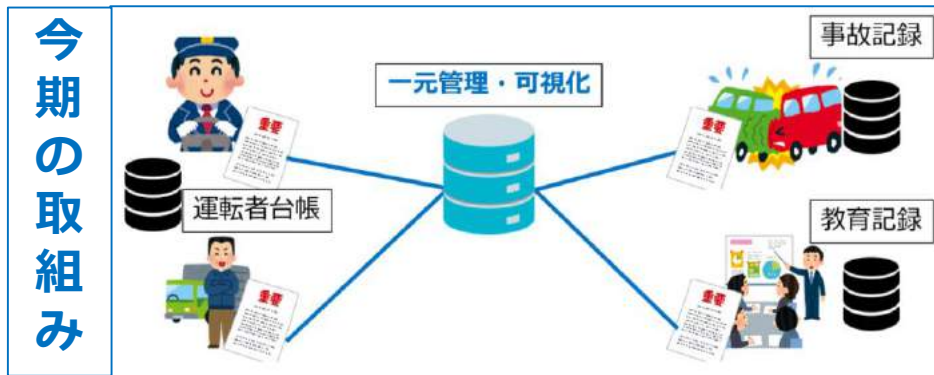 今期の取組み
一元管理・可視化
事故記録
重要
重要
運転者台帳
教育記録
重要
重要